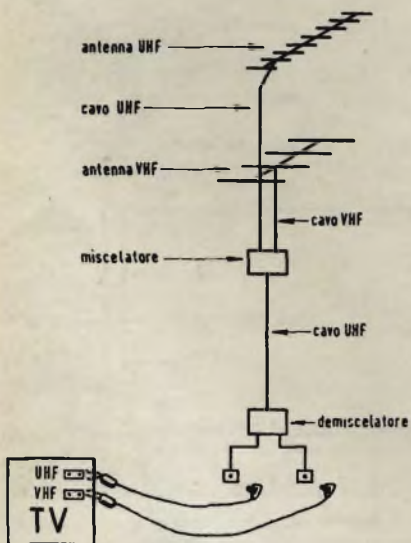 antenna UHF
cavo UHF
antenna VHF
cavo VHF
miscelatore
cavo UHF
demiscelatore
UHF
VHF
TV